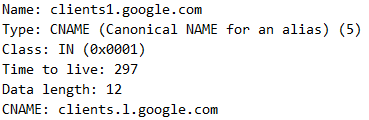 Name: clients1.google.com
Type: CNAME (Canonical NAME for an alias) (5)
Class: IN (0x0001)
Time to live: 297
Data length: 12
CNAME: clients.l.google.com